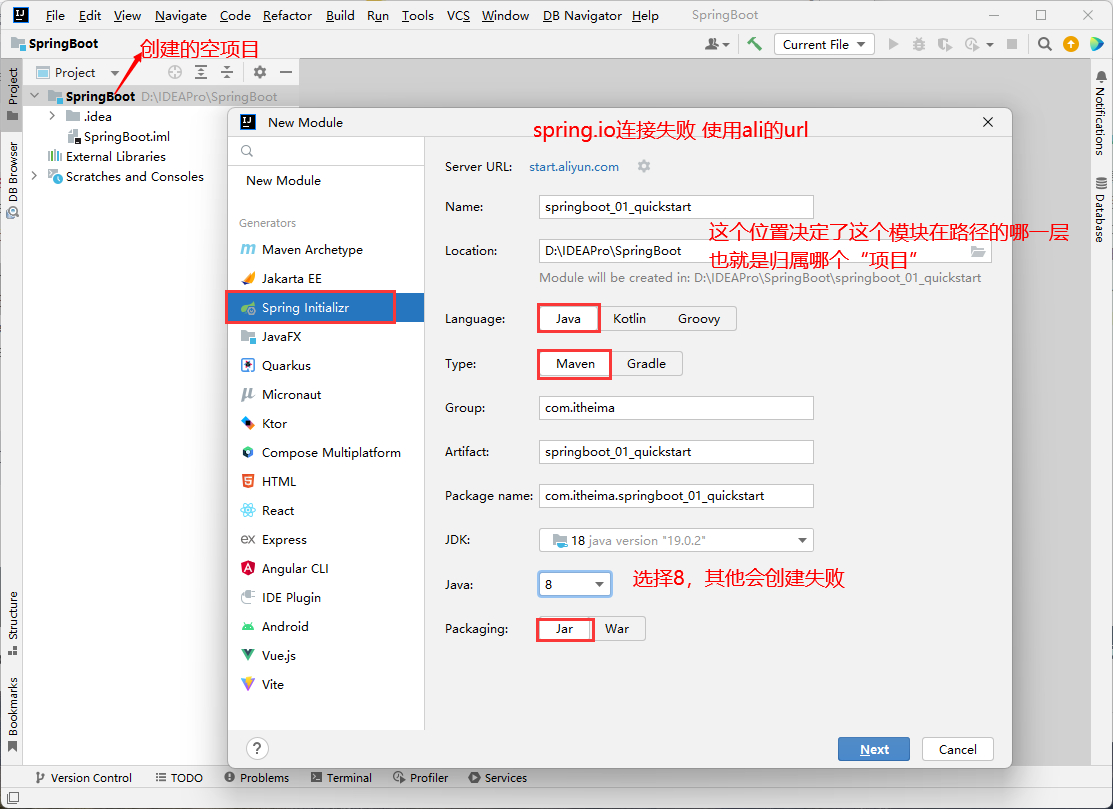 File Edit View Navigate Code Refactor Build Run Tools VCS Window DB Navigator Help SpringBoot
SpringBoot
创建的空项目
Current File
Project
Project
SpringBoot D:\IDEAPro\SpringBoot
.idea
SpringBoot.iml
External Libraries
Scratches and Consoles
DB Browser
Structure
Bookmarks
Notifications
Database
New Module
spring.io连接失败 使用ali的url
New Module
Generators
Maven Archetype
Jakarta EE
Spring Initializr
JavaFX
Quarkus
Micronaut
Ktor
Compose Multiplatform
HTML
React
Express
Angular CLI
IDE Plugin
Android
Vue.js
Vite
Server URL: start.aliyun.com
Name: springboot_01_quickstart
这个位置决定了这个模块在路径的哪一层
Location: D:\IDEAPro\SpringBoot
也就是归属哪个“项目”
Module will be created in: D:\IDEAPro\SpringBoot\springboot_01_quickstart
Language: Java Kotlin Groovy
Type: Maven Gradle
Group: com.itheima
Artifact: springboot_01_quickstart
Package name: com.itheima.springboot_01_quickstart
JDK: 18 java version "19.0.2"
Java: 8 选择8，其他会创建失败
Packaging: Jar War
? Next Cancel
Version Control TODO Problems Terminal Profiler Services